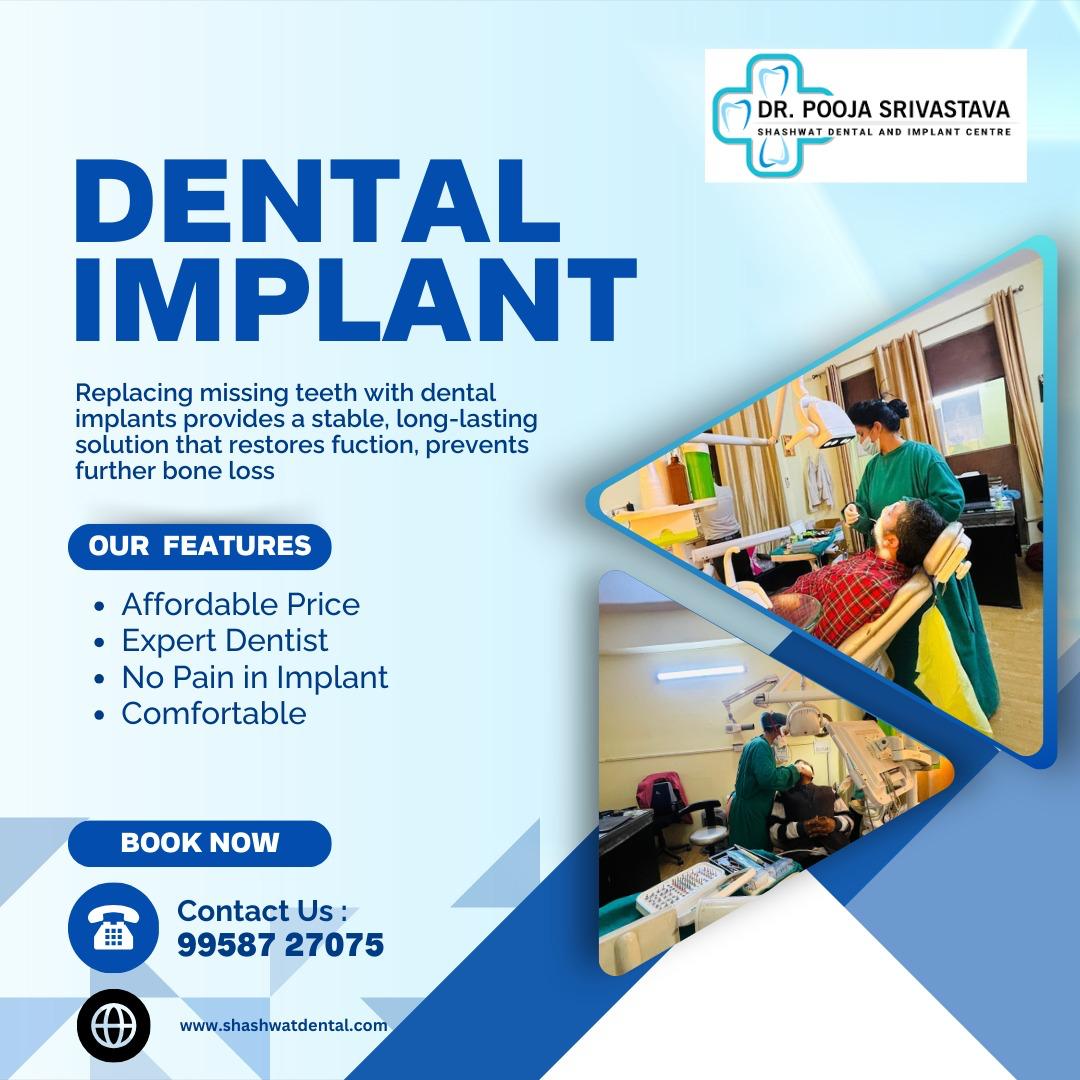 DR. POOJA SRIVASTAVA
SHASHWAT DENTAL AND IMPLANT CENTRE
DENTAL
IMPLANT
Replacing missing teeth with dental
implants provides a stable, long-lasting
solution that restores fuction, prevents
further bone loss
OUR FEATURES
• Affordable Price
• Expert Dentist
• No Pain in Implant
• Comfortable
BOOK NOW
Contact Us :
99587 27075
www.shashwatdental.com